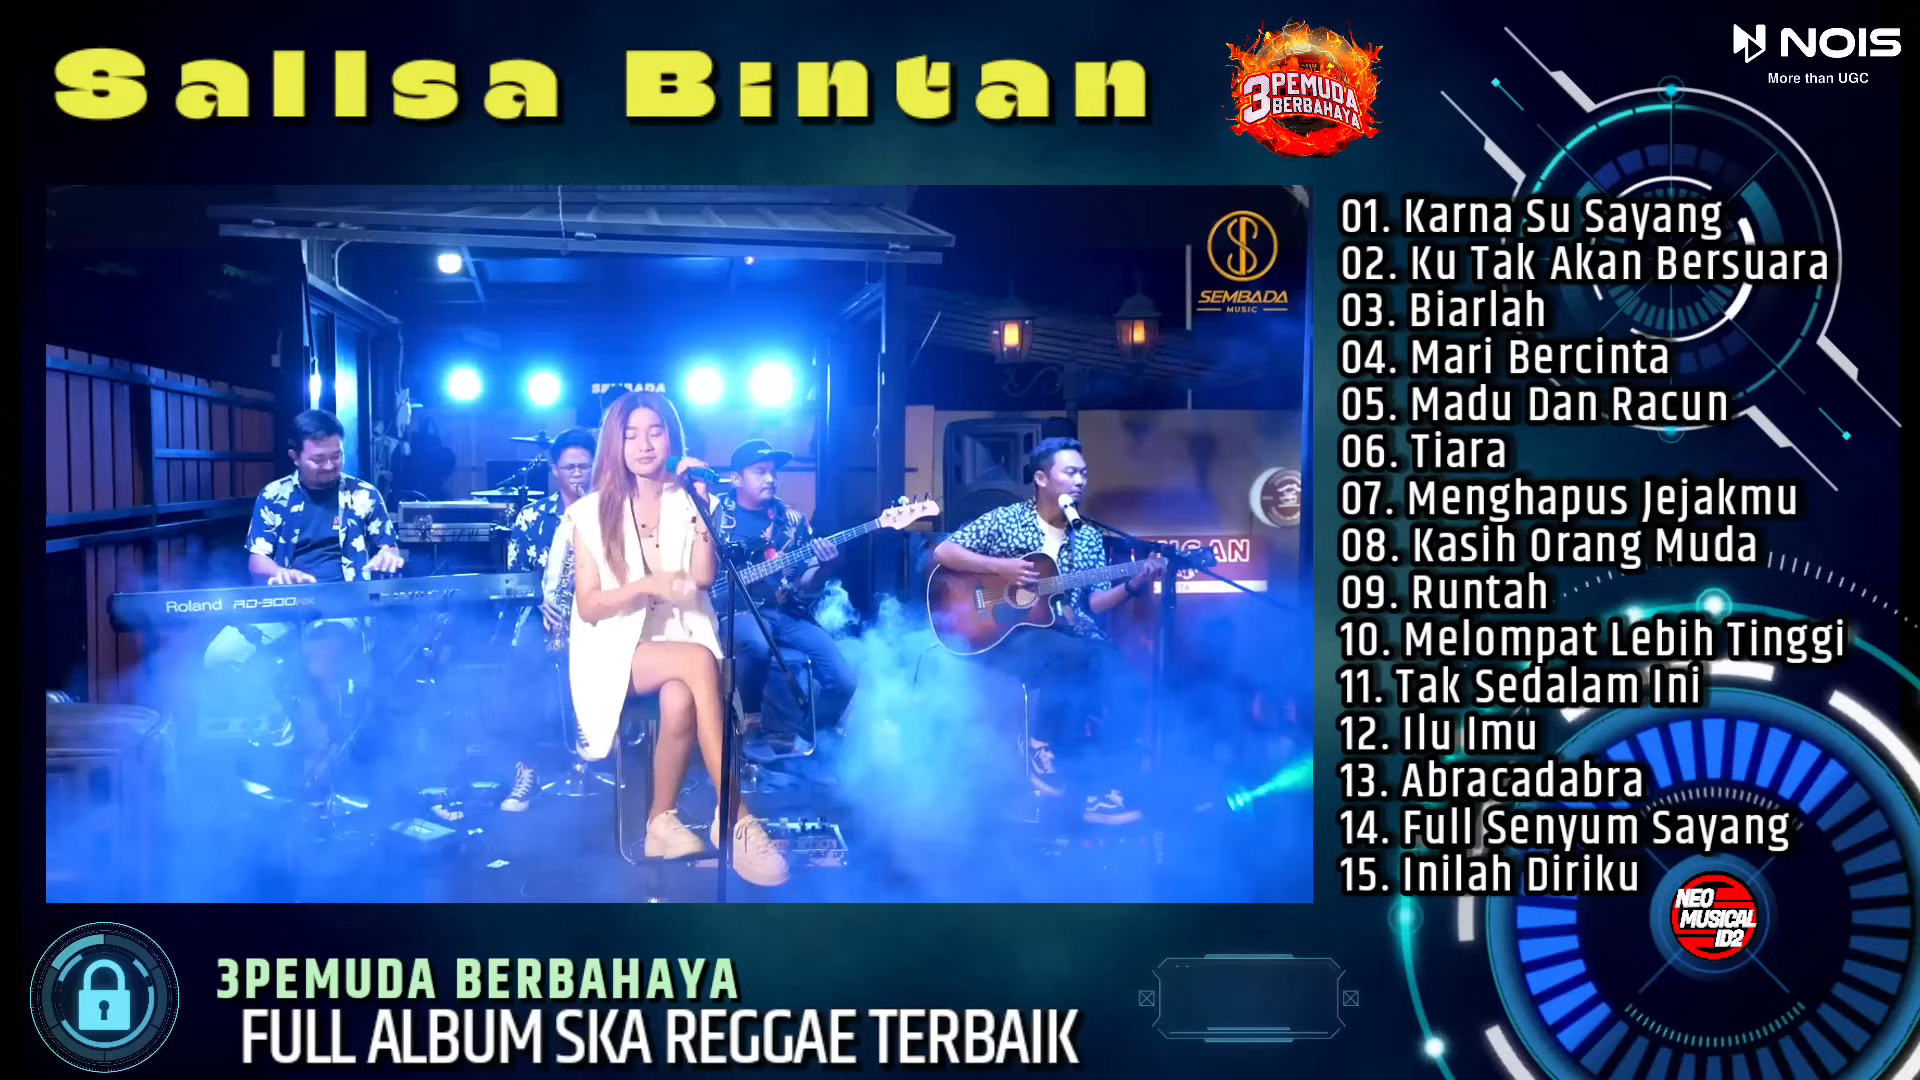 Sallsa Bintan
3PEMUDA
BERBAHAYA
NOIS
More than UGC
SEMBADA
MUSIC
SEMBADA
Roland RD-300NX
01. Karna Su Sayang
02. Ku Tak Akan Bersuara
03. Biarlah
04. Mari Bercinta
05. Madu Dan Racun
06. Tiara
07. Menghapus Jejakmu
08. Kasih Orang Muda
09. Runtah
10. Melompat Lebih Tinggi
11. Tak Sedalam Ini
12. Ilu Imu
13. Abracadabra
14. Full Senyum Sayang
15. Inilah Diriku
NEO
MUSICAL
ID2
3PEMUDA BERBAHAYA
FULL ALBUM SKA REGGAE TERBAIK